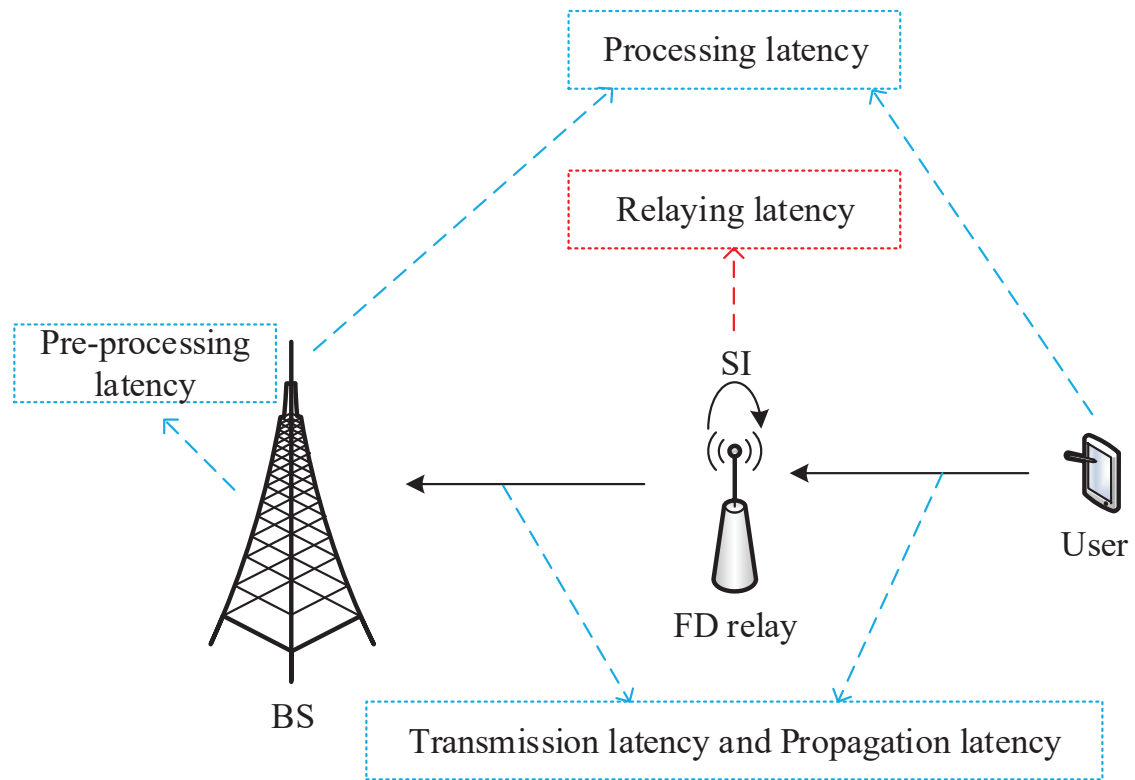 Processing latency
Relaying latency
Pre-processing
latency
SI
User
FD relay
BS
Transmission latency and Propagation latency